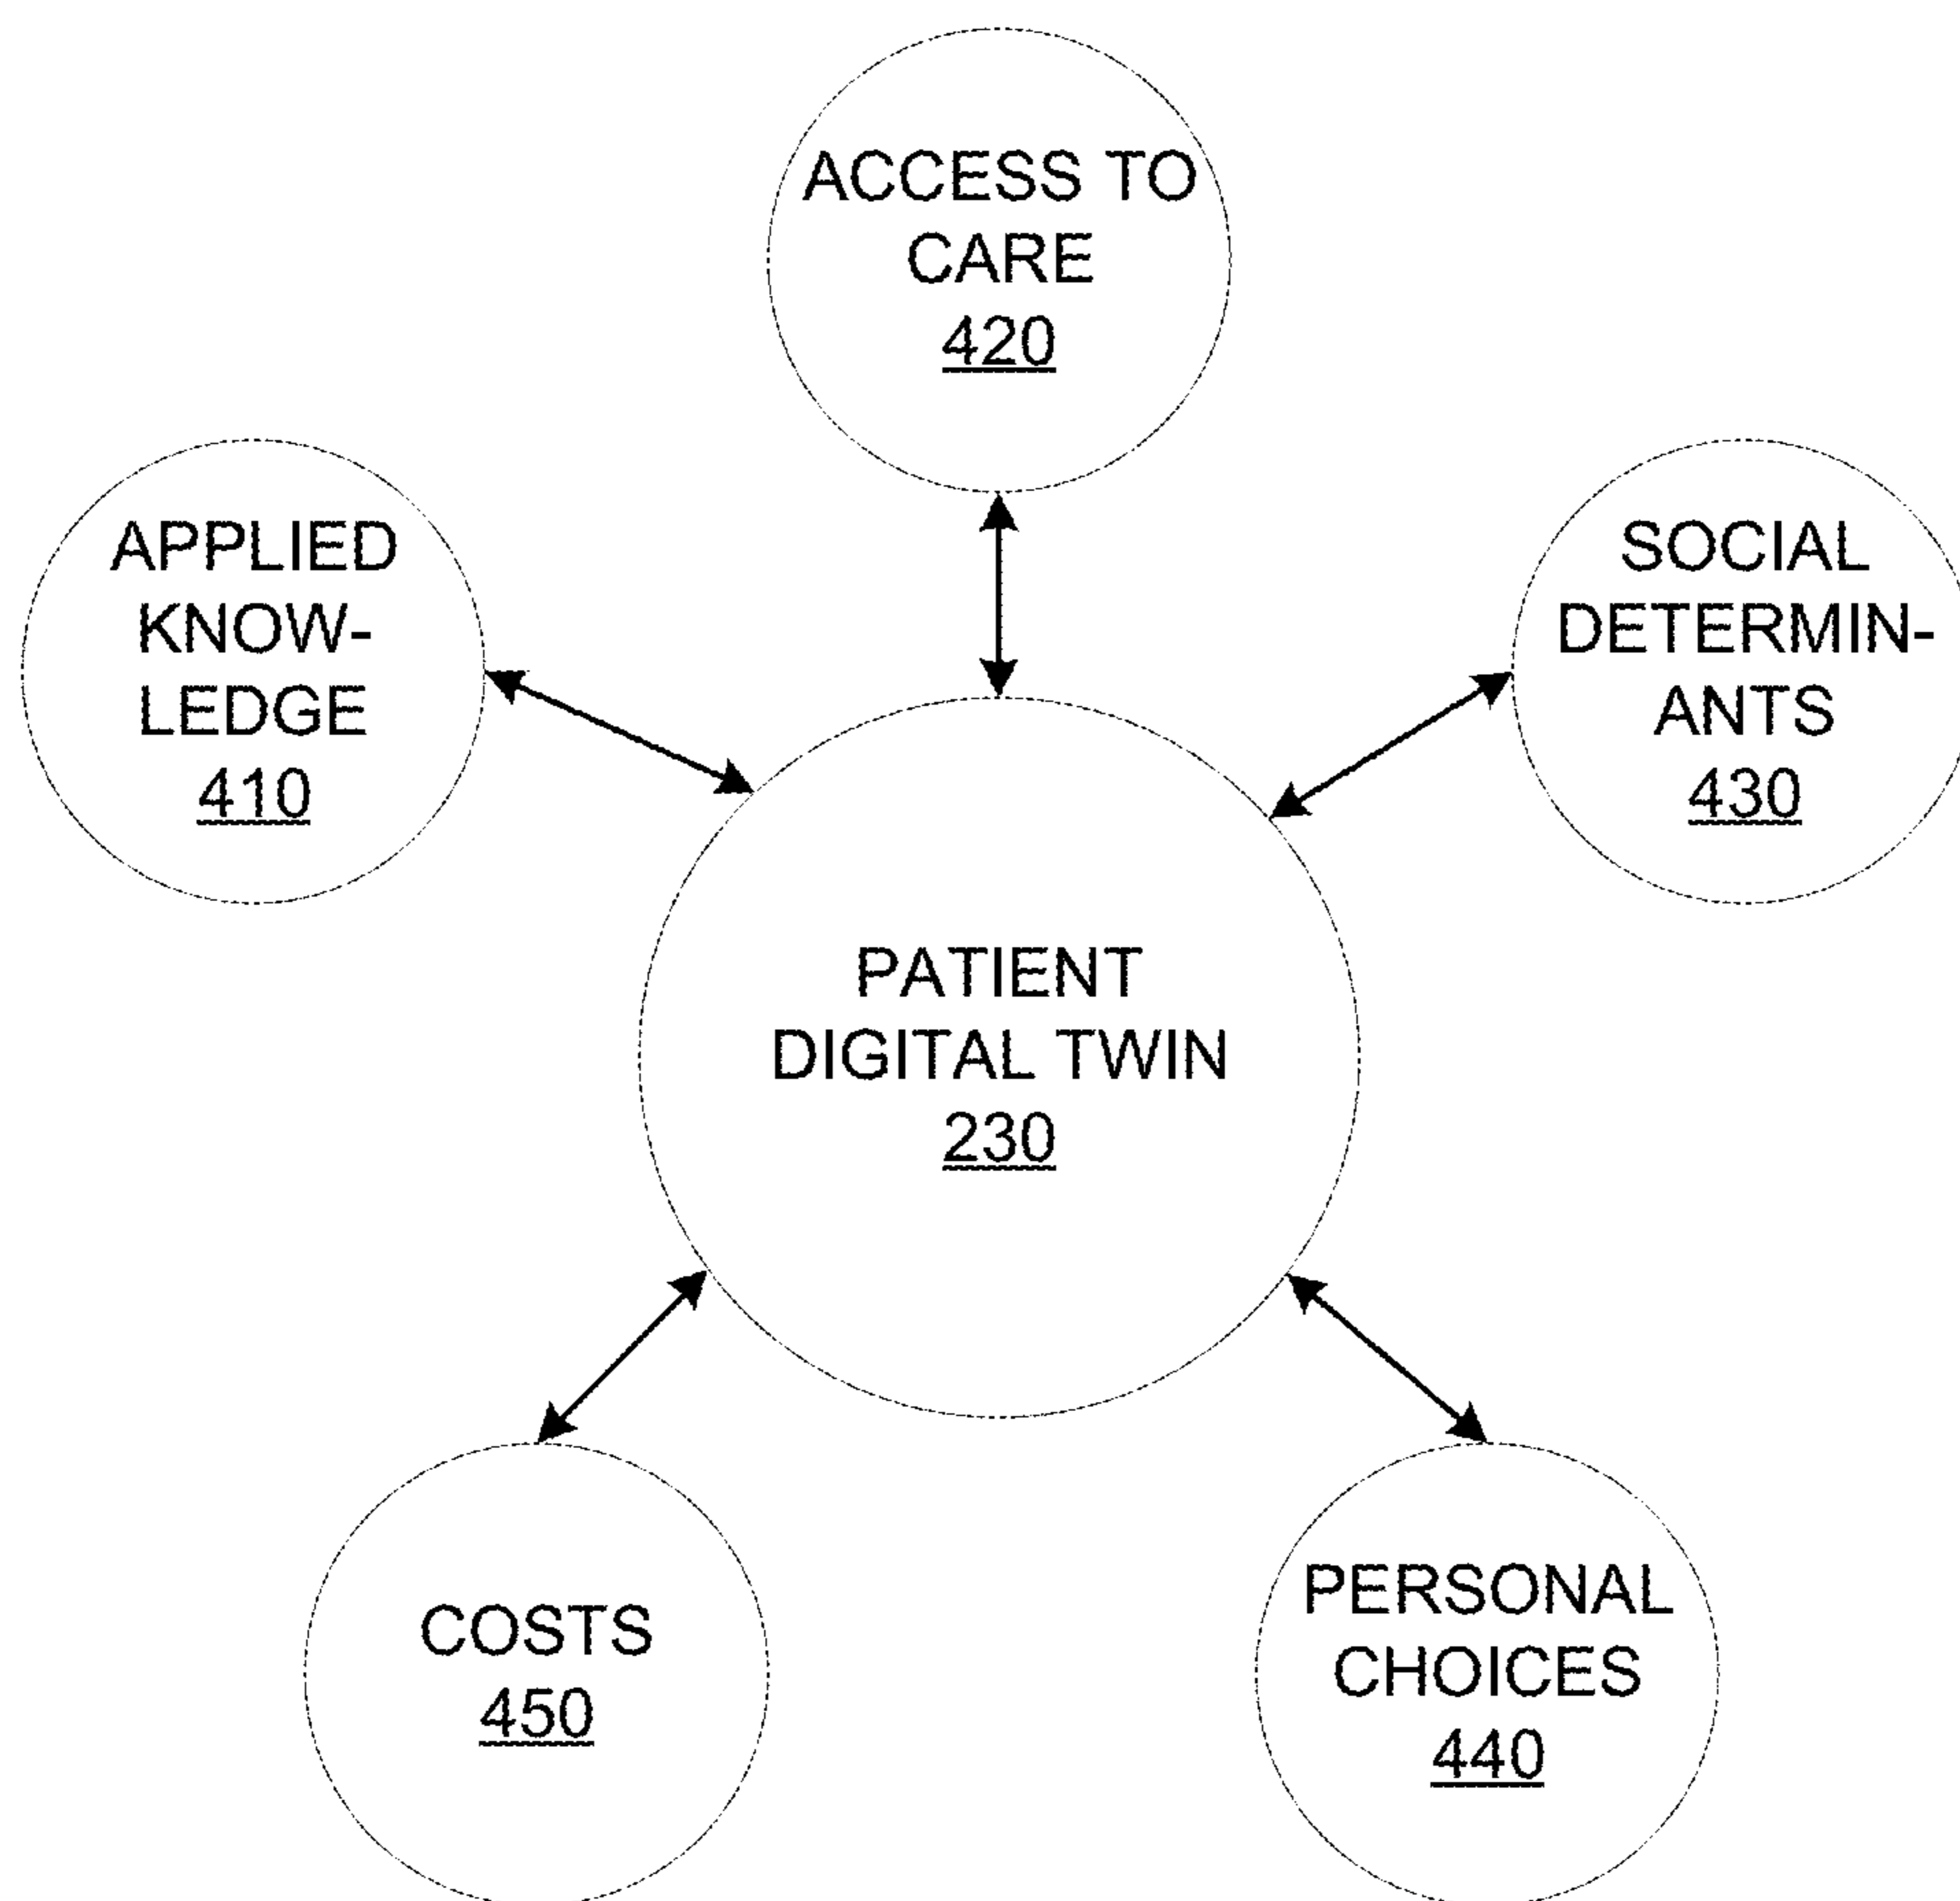 ACCESS TO
CARE
420
APPLIED
KNOW-
LEDGE
410
SOCIAL
DETERMIN-
ANTS
430
PATIENT
DIGITAL TWIN
230
COSTS
450
PERSONAL
CHOICES
440